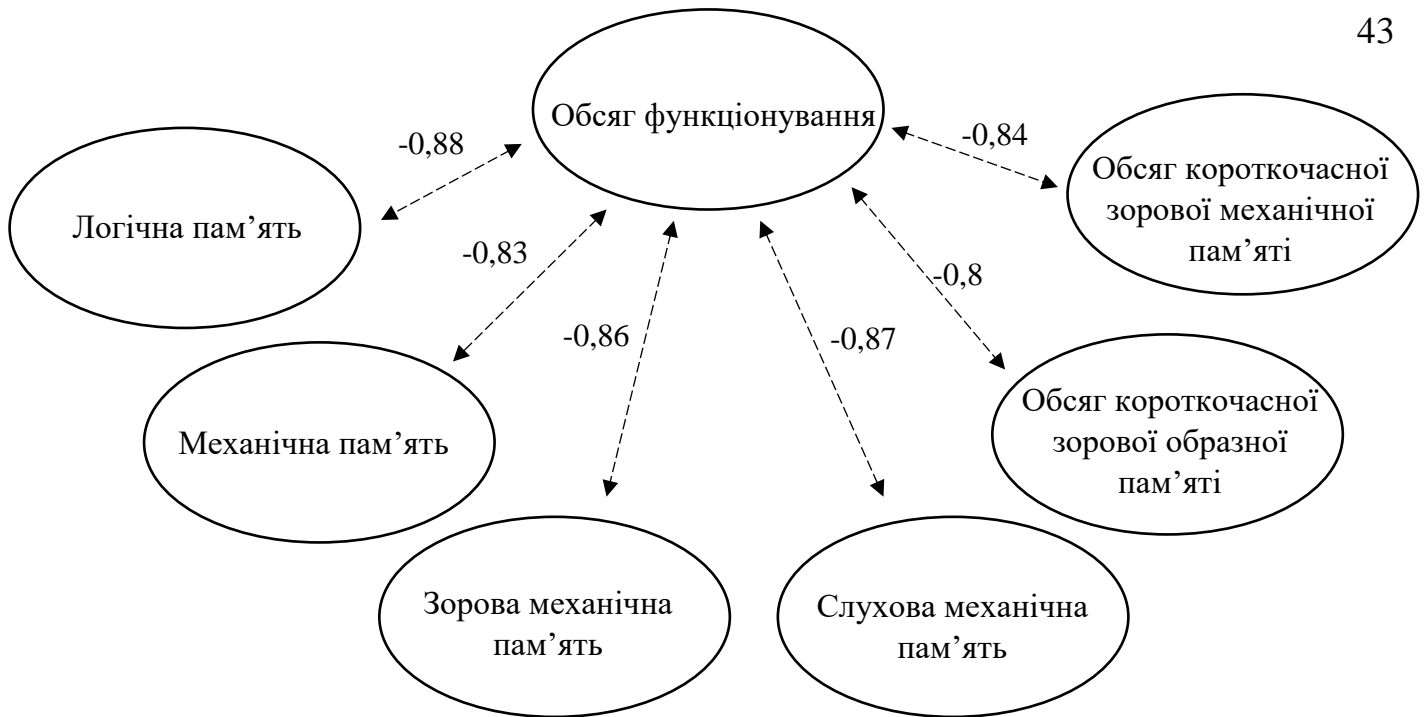 43
Обсяг функціонування
-0,88
-0,84
Логічна пам’ять
Обсяг короткочасної
зорової механічної
пам’яті
-0,83
-0,8
-0,86
-0,87
Механічна пам’ять
Обсяг короткочасної
зорової образної
пам’яті
Зорова механічна
пам’ять
Слухова механічна
пам’ять